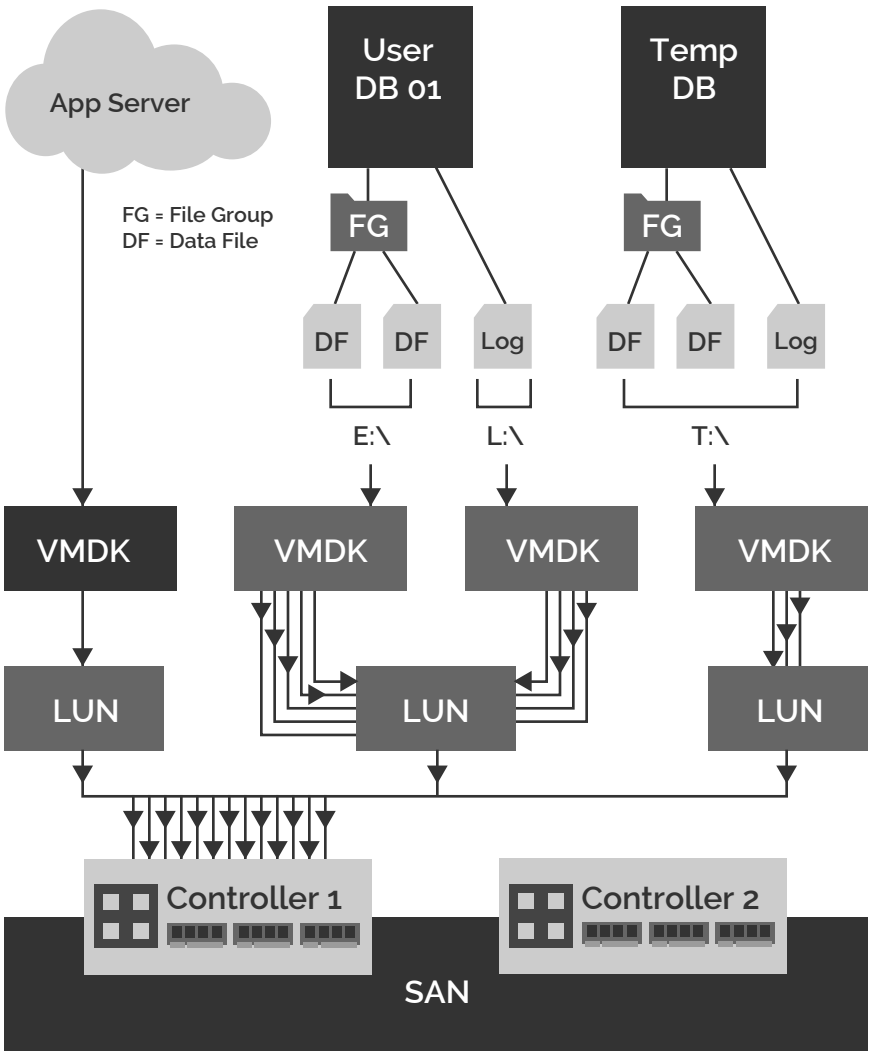 User
DB 01
Temp
DB
App Server
FG = File Group
DF = Data File
FG
FG
DF
DF
Log
DF
DF
Log
E:\
L:\
T:\
VMDK
VMDK
VMDK
VMDK
LUN
LUN
LUN
Controller 1
Controller 2
SAN